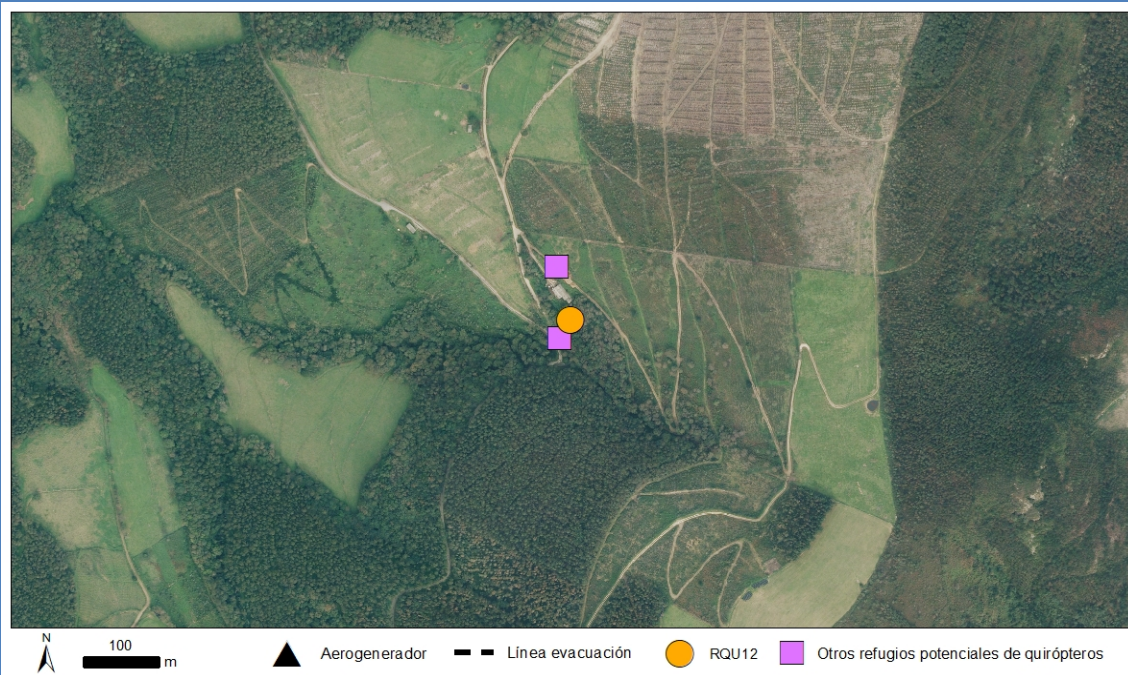 N
100
m
Aerogenerador
Línea evacuación
RQU12
Otros refugios potenciales de quirópteros